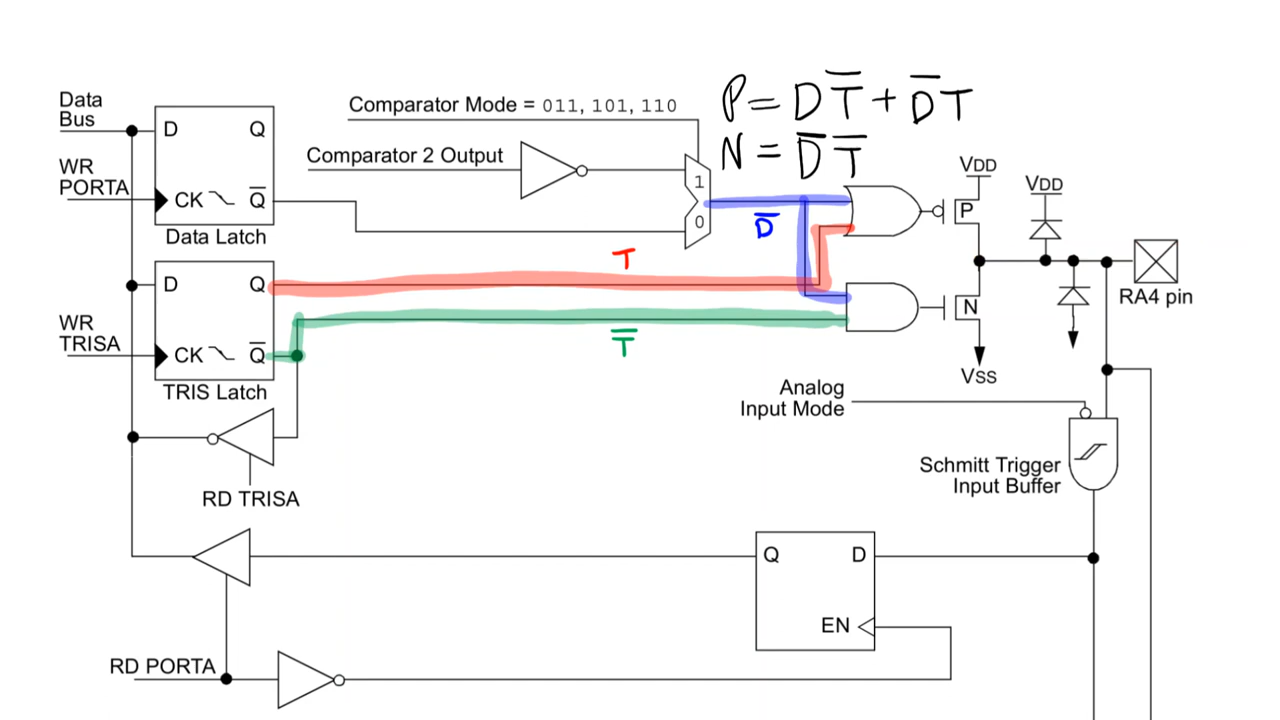 Data
Bus
D Q
WR
PORTA
CK Q̅
Data Latch
Comparator Mode = 011, 101, 110
Comparator 2 Output
1
0
P = D T̅ + D̅ T
N = D̅ T̅
D̅
T
T̅
VDD
P
VDD
N
VSS
RA4 pin
D Q
WR
TRISA
CK Q̅
TRIS Latch
RD TRISA
Analog
Input Mode
Schmitt Trigger
Input Buffer
Q D
EN
RD PORTA